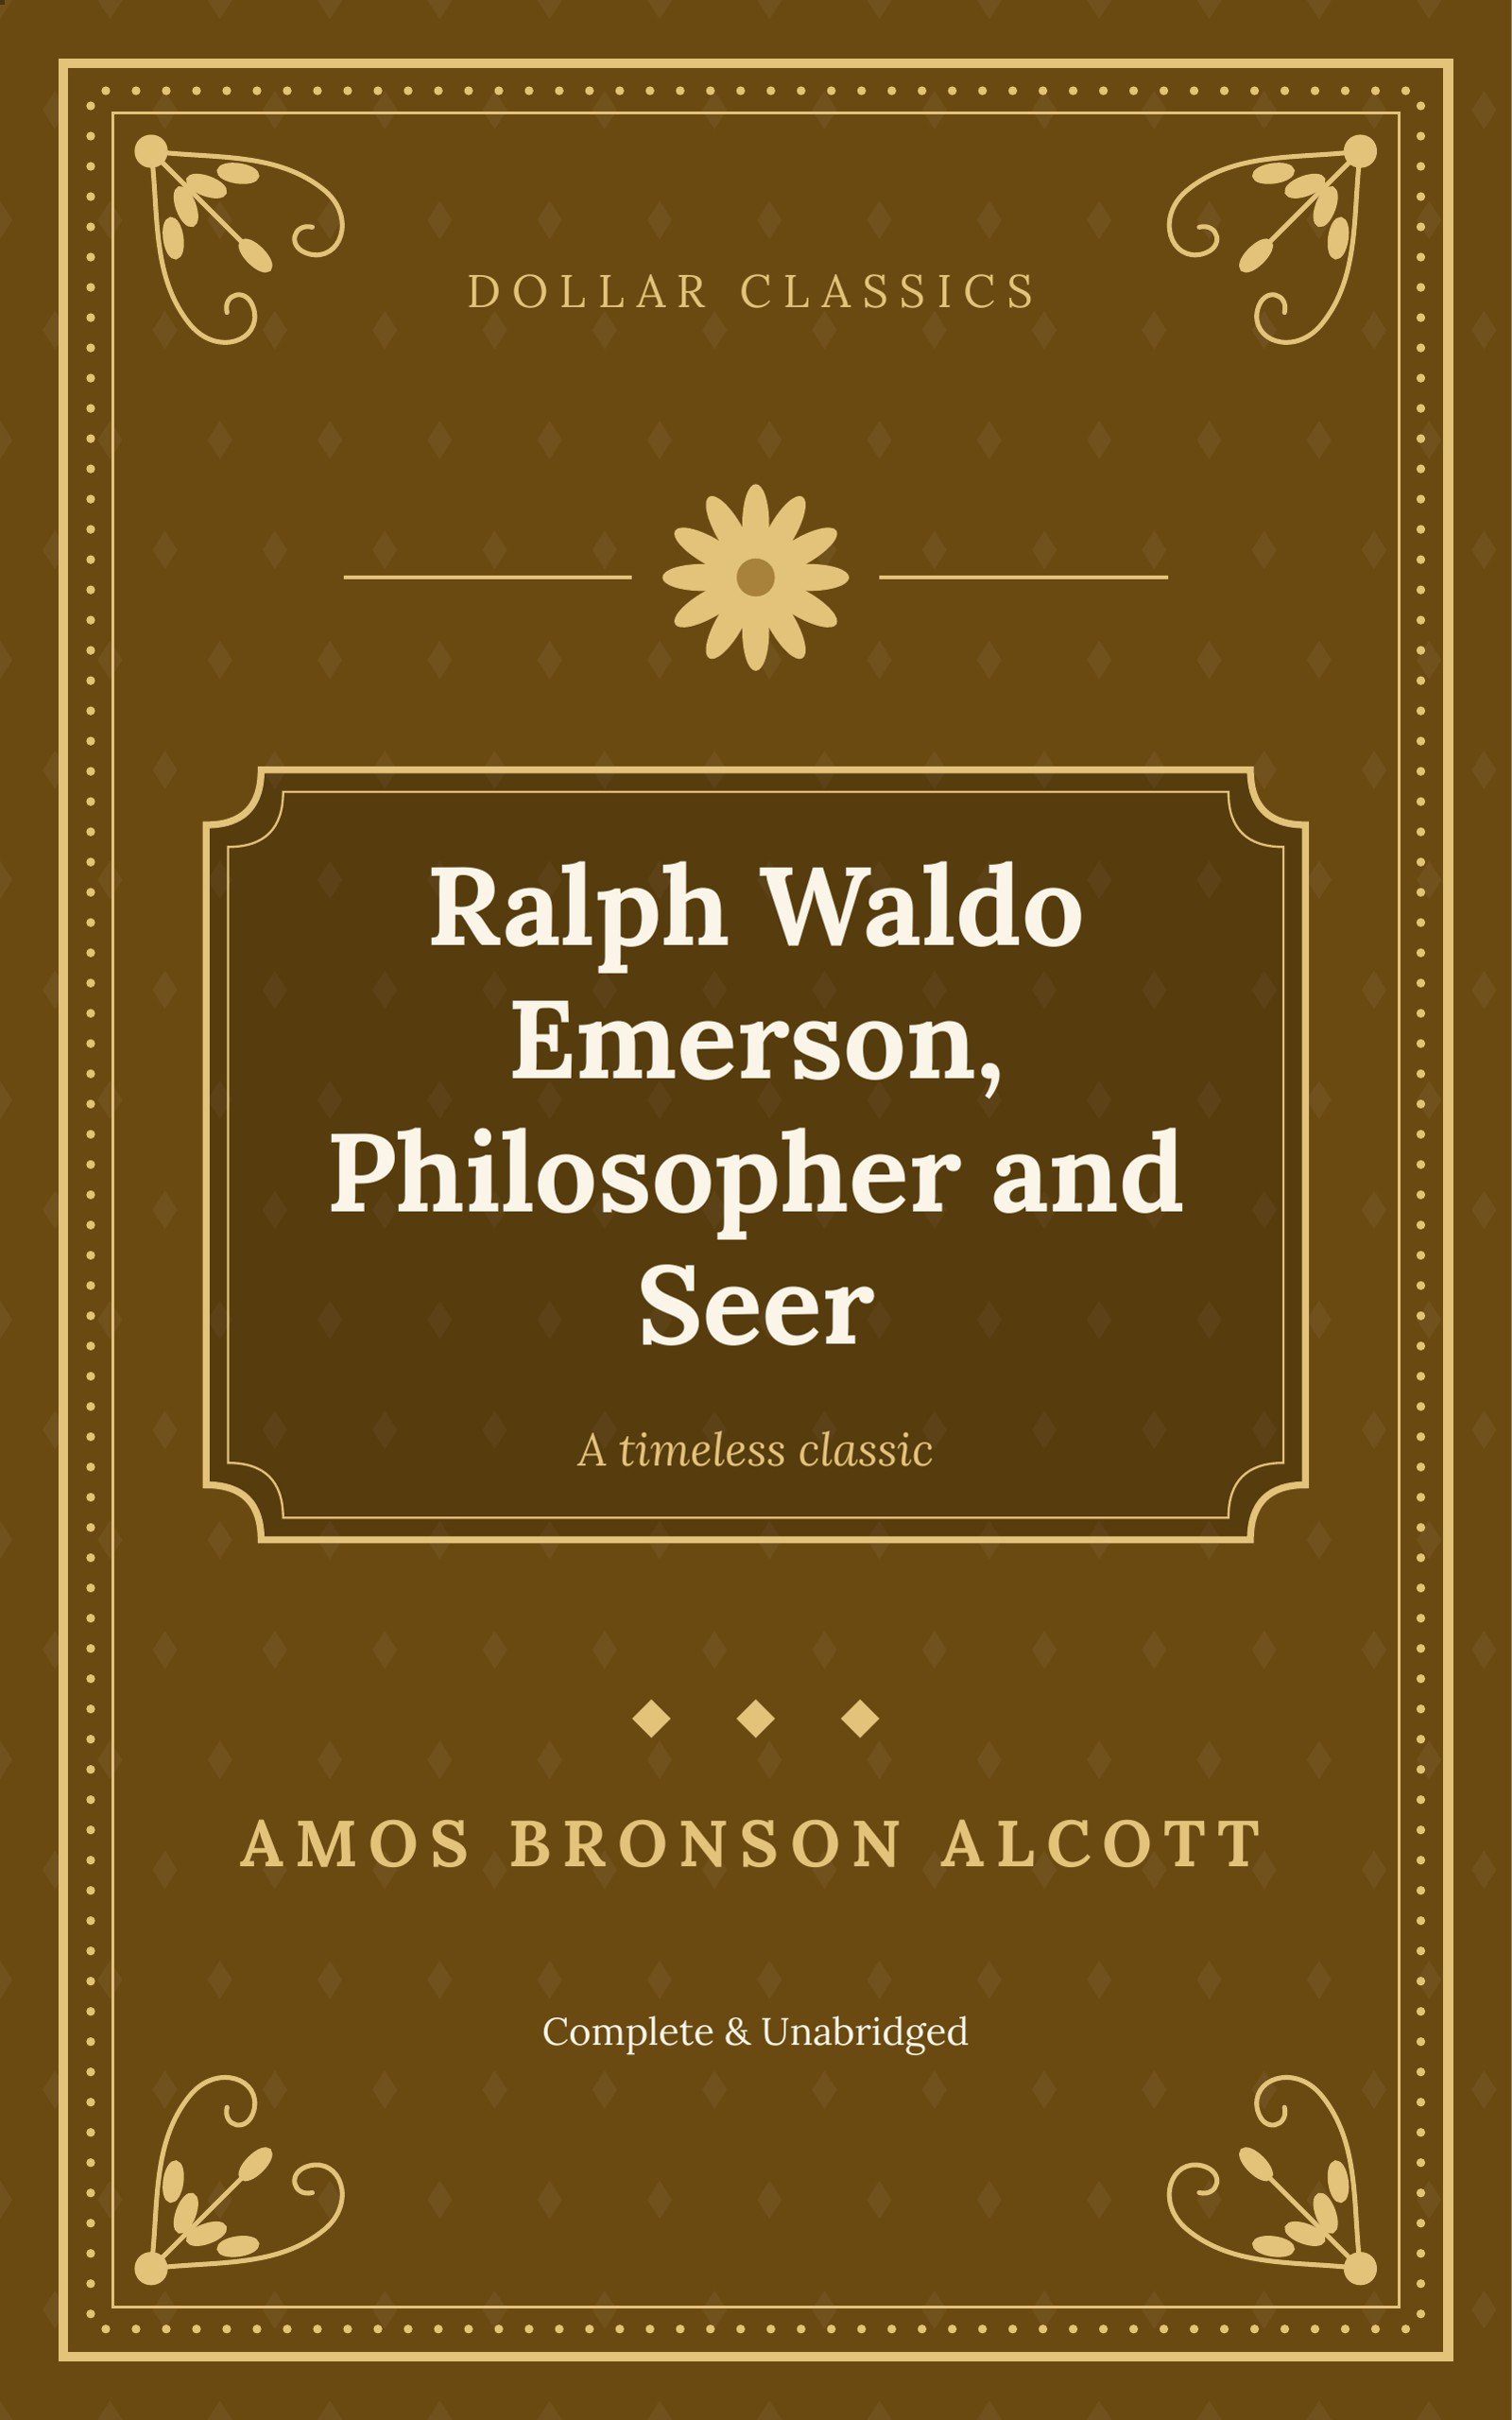 DOLLAR CLASSICS
Ralph Waldo
Emerson,
Philosopher and
Seer
A timeless classic
AMOS BRONSON ALCOTT
Complete & Unabridged